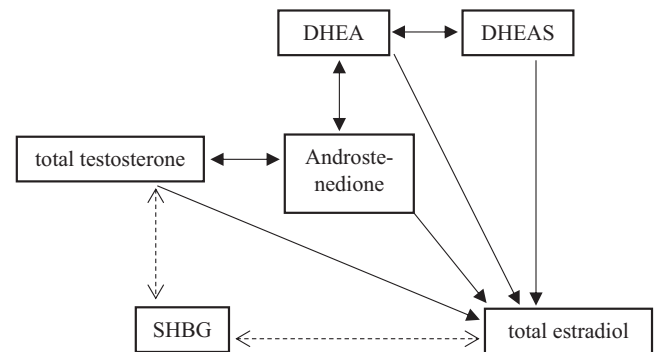 DHEA
DHEAS
total testosterone
Androste-
nedione
SHBG
total estradiol